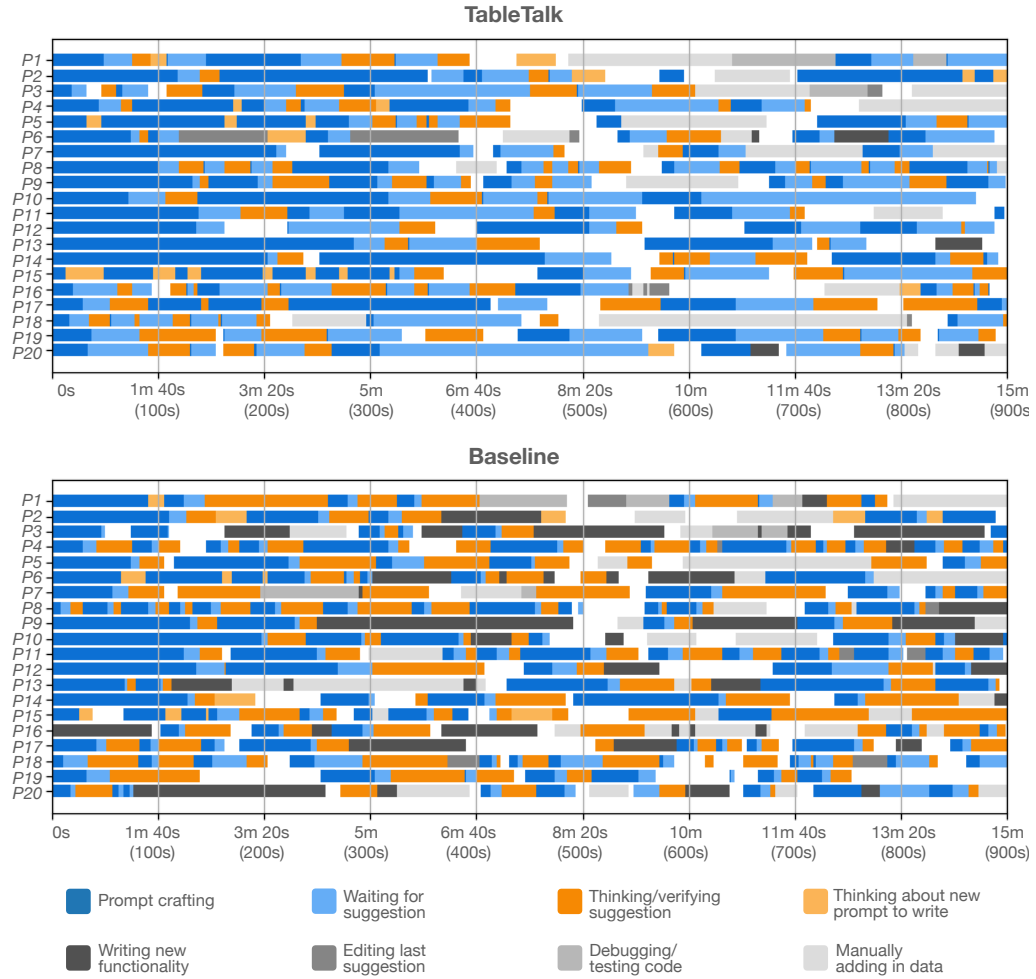 TableTalk
P1
P2
P3
P4
P5
P6
P7
P8
P9
P10
P11
P12
P13
P14
P15
P16
P17
P18
P19
P20
0s 1m 40s 3m 20s 5m 6m 40s 8m 20s 10m 11m 40s 13m 20s 15m
(100s) (200s) (300s) (400s) (500s) (600s) (700s) (800s) (900s)
Baseline
P1
P2
P3
P4
P5
P6
P7
P8
P9
P10
P11
P12
P13
P14
P15
P16
P17
P18
P19
P20
0s 1m 40s 3m 20s 5m 6m 40s 8m 20s 10m 11m 40s 13m 20s 15m
(100s) (200s) (300s) (400s) (500s) (600s) (700s) (800s) (900s)
Prompt crafting
Waiting for
suggestion
Thinking/verifying
suggestion
Thinking about new
prompt to write
Writing new
functionality
Editing last
suggestion
Debugging/
testing code
Manually
adding in data